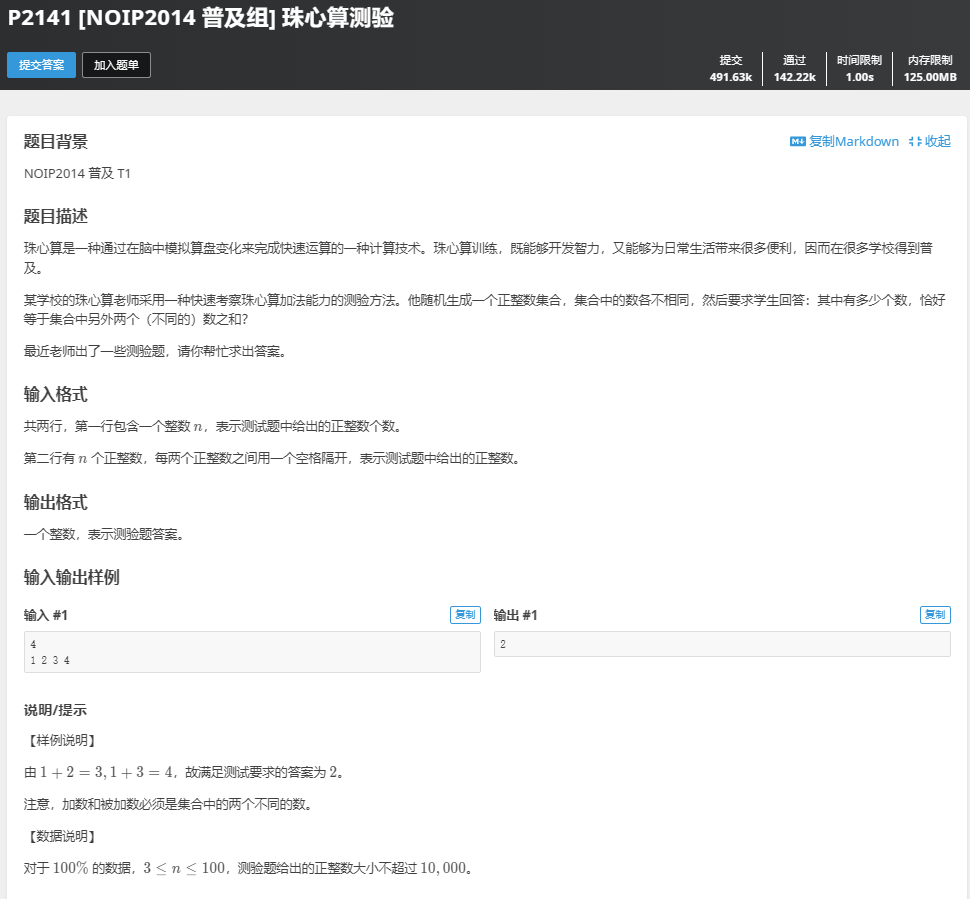 P2141 [NOIP2014 普及组] 珠心算测验
提交答案 加入题单
提交 通过 时间限制 内存限制
491.63k 142.22k 1.00s 125.00MB
题目背景
复制Markdown 收起
NOIP2014 普及 T1
题目描述
珠心算是一种通过在脑中模拟算盘变化来完成快速运算的一种计算技术。珠心算训练，既能够开发智力，又能够为日常生活带来很多便利，因而在很多学校得到普
及。
某学校的珠心算老师采用一种快速考察珠心算加法能力的测验方法。他随机生成一个正整数集合，集合中的数各不相同，然后要求学生回答：其中有多少个数，恰好
等于集合中另外两个（不同的）数之和？
最近老师出了一些测验题，请你帮忙求出答案。
输入格式
共两行，第一行包含一个整数 n，表示测试题中给出的正整数个数。
第二行有 n 个正整数，每两个正整数之间用一个空格隔开，表示测试题中给出的正整数。
输出格式
一个整数，表示测验题答案。
输入输出样例
输入 #1 复制
4
1 2 3 4
输出 #1 复制
2
说明/提示
【样例说明】
由 1 + 2 = 3, 1 + 3 = 4，故满足测试要求的答案为 2。
注意，加数和被加数必须是集合中的两个不同的数。
【数据说明】
对于 100% 的数据，3 ≤ n ≤ 100，测验题给出的正整数大小不超过 10,000。